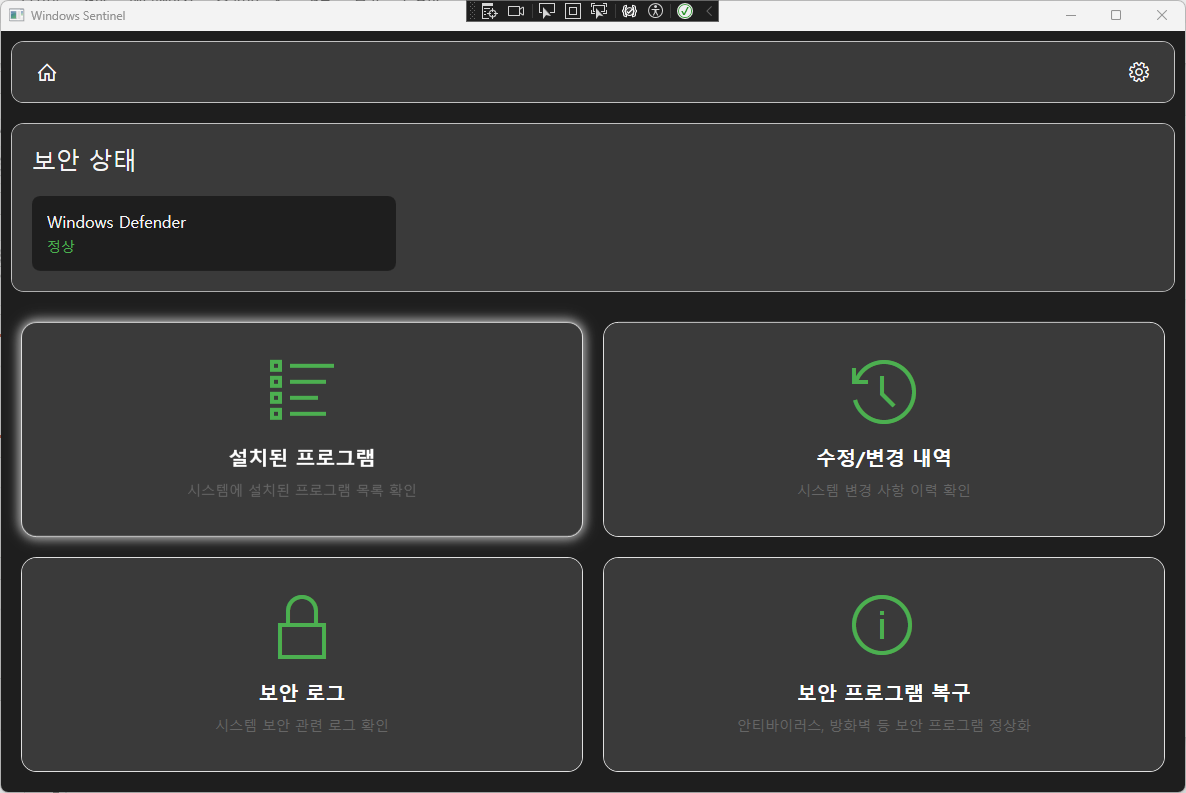 Windows Sentinel
보안 상태
Windows Defender
정상
설치된 프로그램
시스템에 설치된 프로그램 목록 확인
수정/변경 내역
시스템 변경 사항 이력 확인
보안 로그
시스템 보안 관련 로그 확인
보안 프로그램 복구
안티바이러스, 방화벽 등 보안 프로그램 정상화